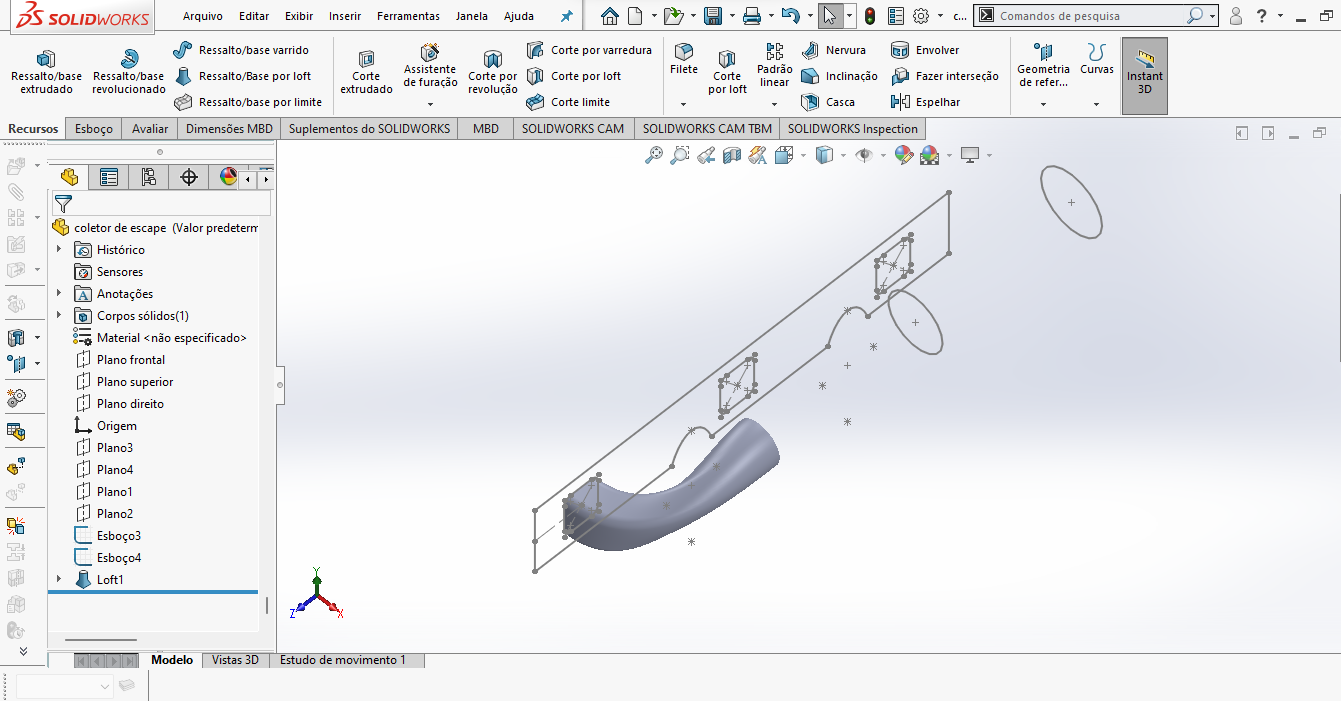 SOLIDWORKS Arquivo Editar Exibir Inserir Ferramentas Janela Ajuda c... Comandos de pesquisa ?
Ressalto/base extrudado
Ressalto/base revolucionado
Ressalto/base varrido
Ressalto/Base por loft
Ressalto/base por limite
Corte extrudado
Assistente de furação
Corte por revolução
Corte por varredura
Corte por loft
Corte limite
Filete
Corte por loft
Padrão linear
Nervura
Inclinação
Casca
Envolver
Fazer interseção
Espelhar
Geometria de refer...
Curvas
Instant 3D
Recursos Esboço Avaliar Dimensões MBD Suplementos do SOLIDWORKS MBD SOLIDWORKS CAM SOLIDWORKS CAM TBM SOLIDWORKS Inspection
coletor de escape (Valor predeterm
Histórico
Sensores
Anotações
Corpos sólidos(1)
Material <não especificado>
Plano frontal
Plano superior
Plano direito
Origem
Plano3
Plano4
Plano1
Plano2
Esboço3
Esboço4
Loft1
Y
Z X
Modelo Vistas 3D Estudo de movimento 1